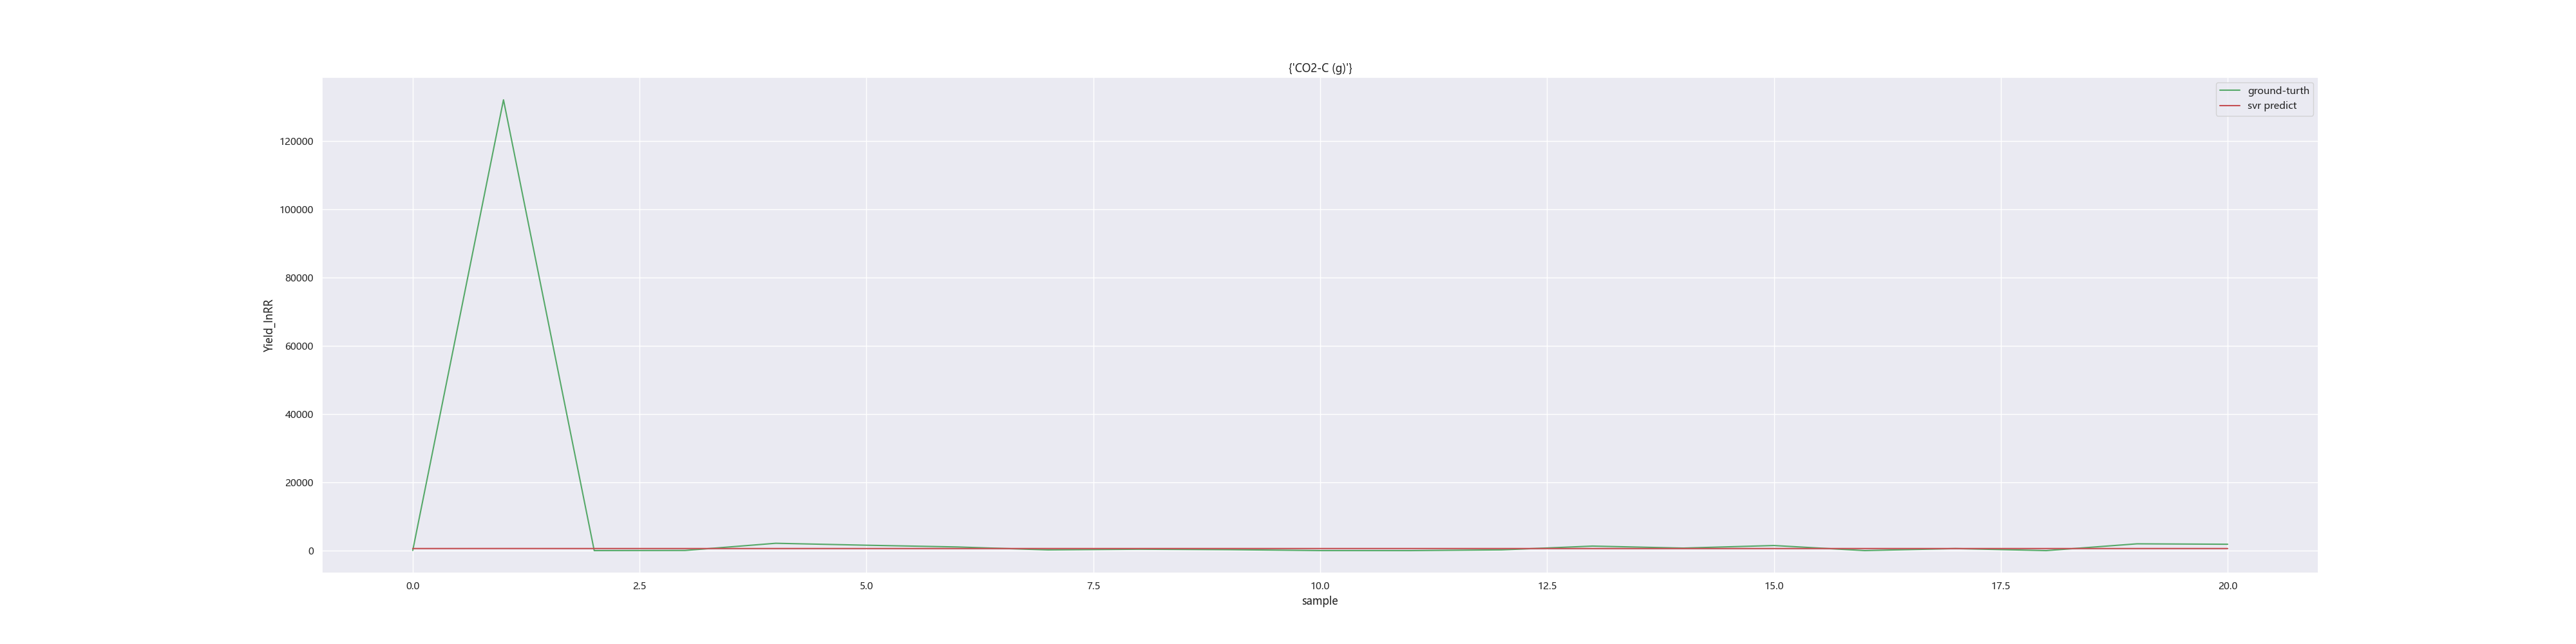 {'CO2-C (g)'}
ground-turth
svr predict
Yield_lnRR
120000
100000
80000
60000
40000
20000
0
0.0 2.5 5.0 7.5 10.0 12.5 15.0 17.5 20.0
sample